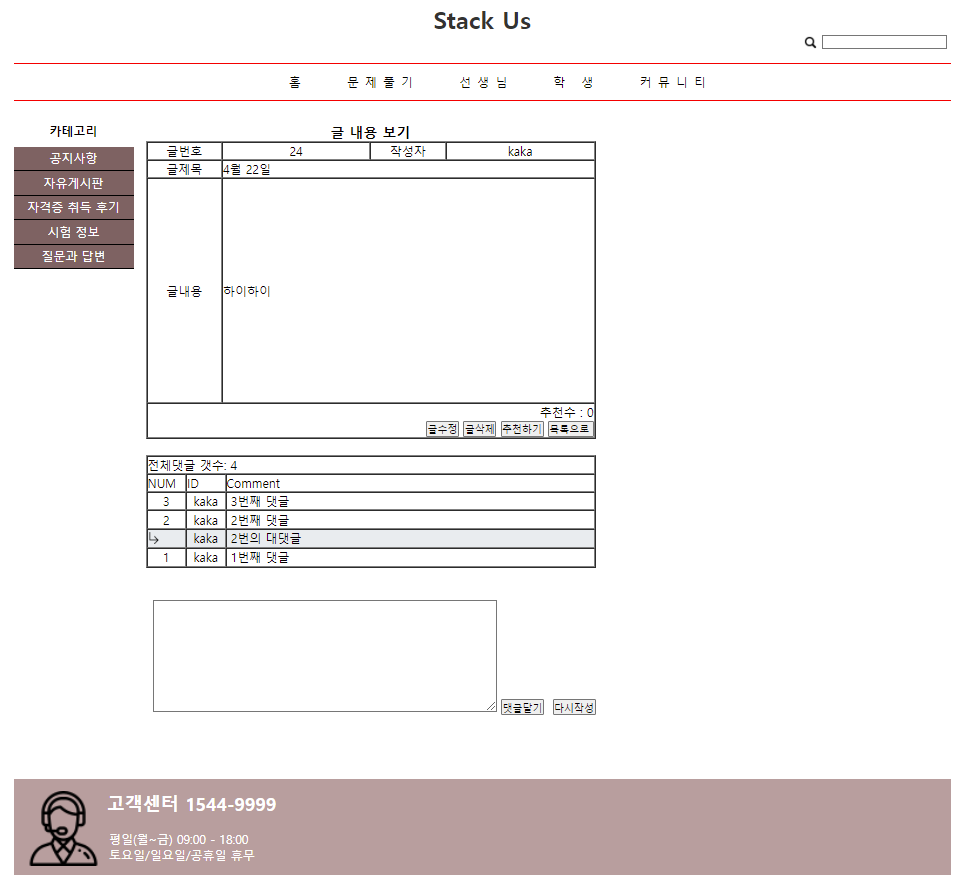 Stack Us
홈 문 제 풀 기 선 생 님 학 생 커 뮤 니 티
카테고리
공지사항
자유게시판
자격증 취득 후기
시험 정보
질문과 답변
글 내용 보기
글번호 24 작성자 kaka
글제목 4월 22일
글내용 하이하이
추천수 : 0
글수정 글삭제 추천하기 목록으로
전체댓글 갯수: 4
NUM ID Comment
3 kaka 3번째 댓글
2 kaka 2번째 댓글
kaka 2번의 대댓글
1 kaka 1번째 댓글
댓글달기 다시작성
고객센터 1544-9999
평일(월~금) 09:00 - 18:00
토요일/일요일/공휴일 휴무